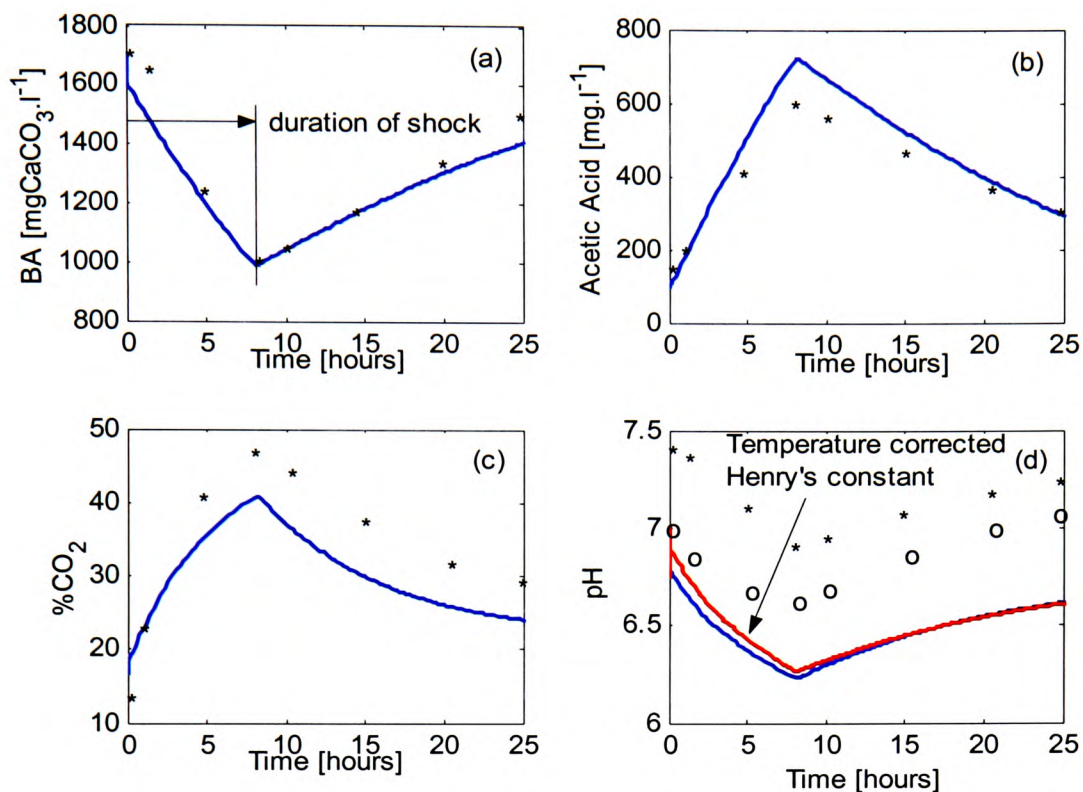 (a)
BA [mgCaCO3.l-1]
1800
1600
1400
1200
1000
800
duration of shock
0 5 10 15 20 25
Time [hours]
(b)
Acetic Acid [mg.l-1]
800
600
400
200
0
0 5 10 15 20 25
Time [hours]
(c)
%CO2
50
40
30
20
10
0 5 10 15 20 25
Time [hours]
(d)
pH
7.5
7
6.5
6
Temperature corrected
Henry's constant
0 5 10 15 20 25
Time [hours]